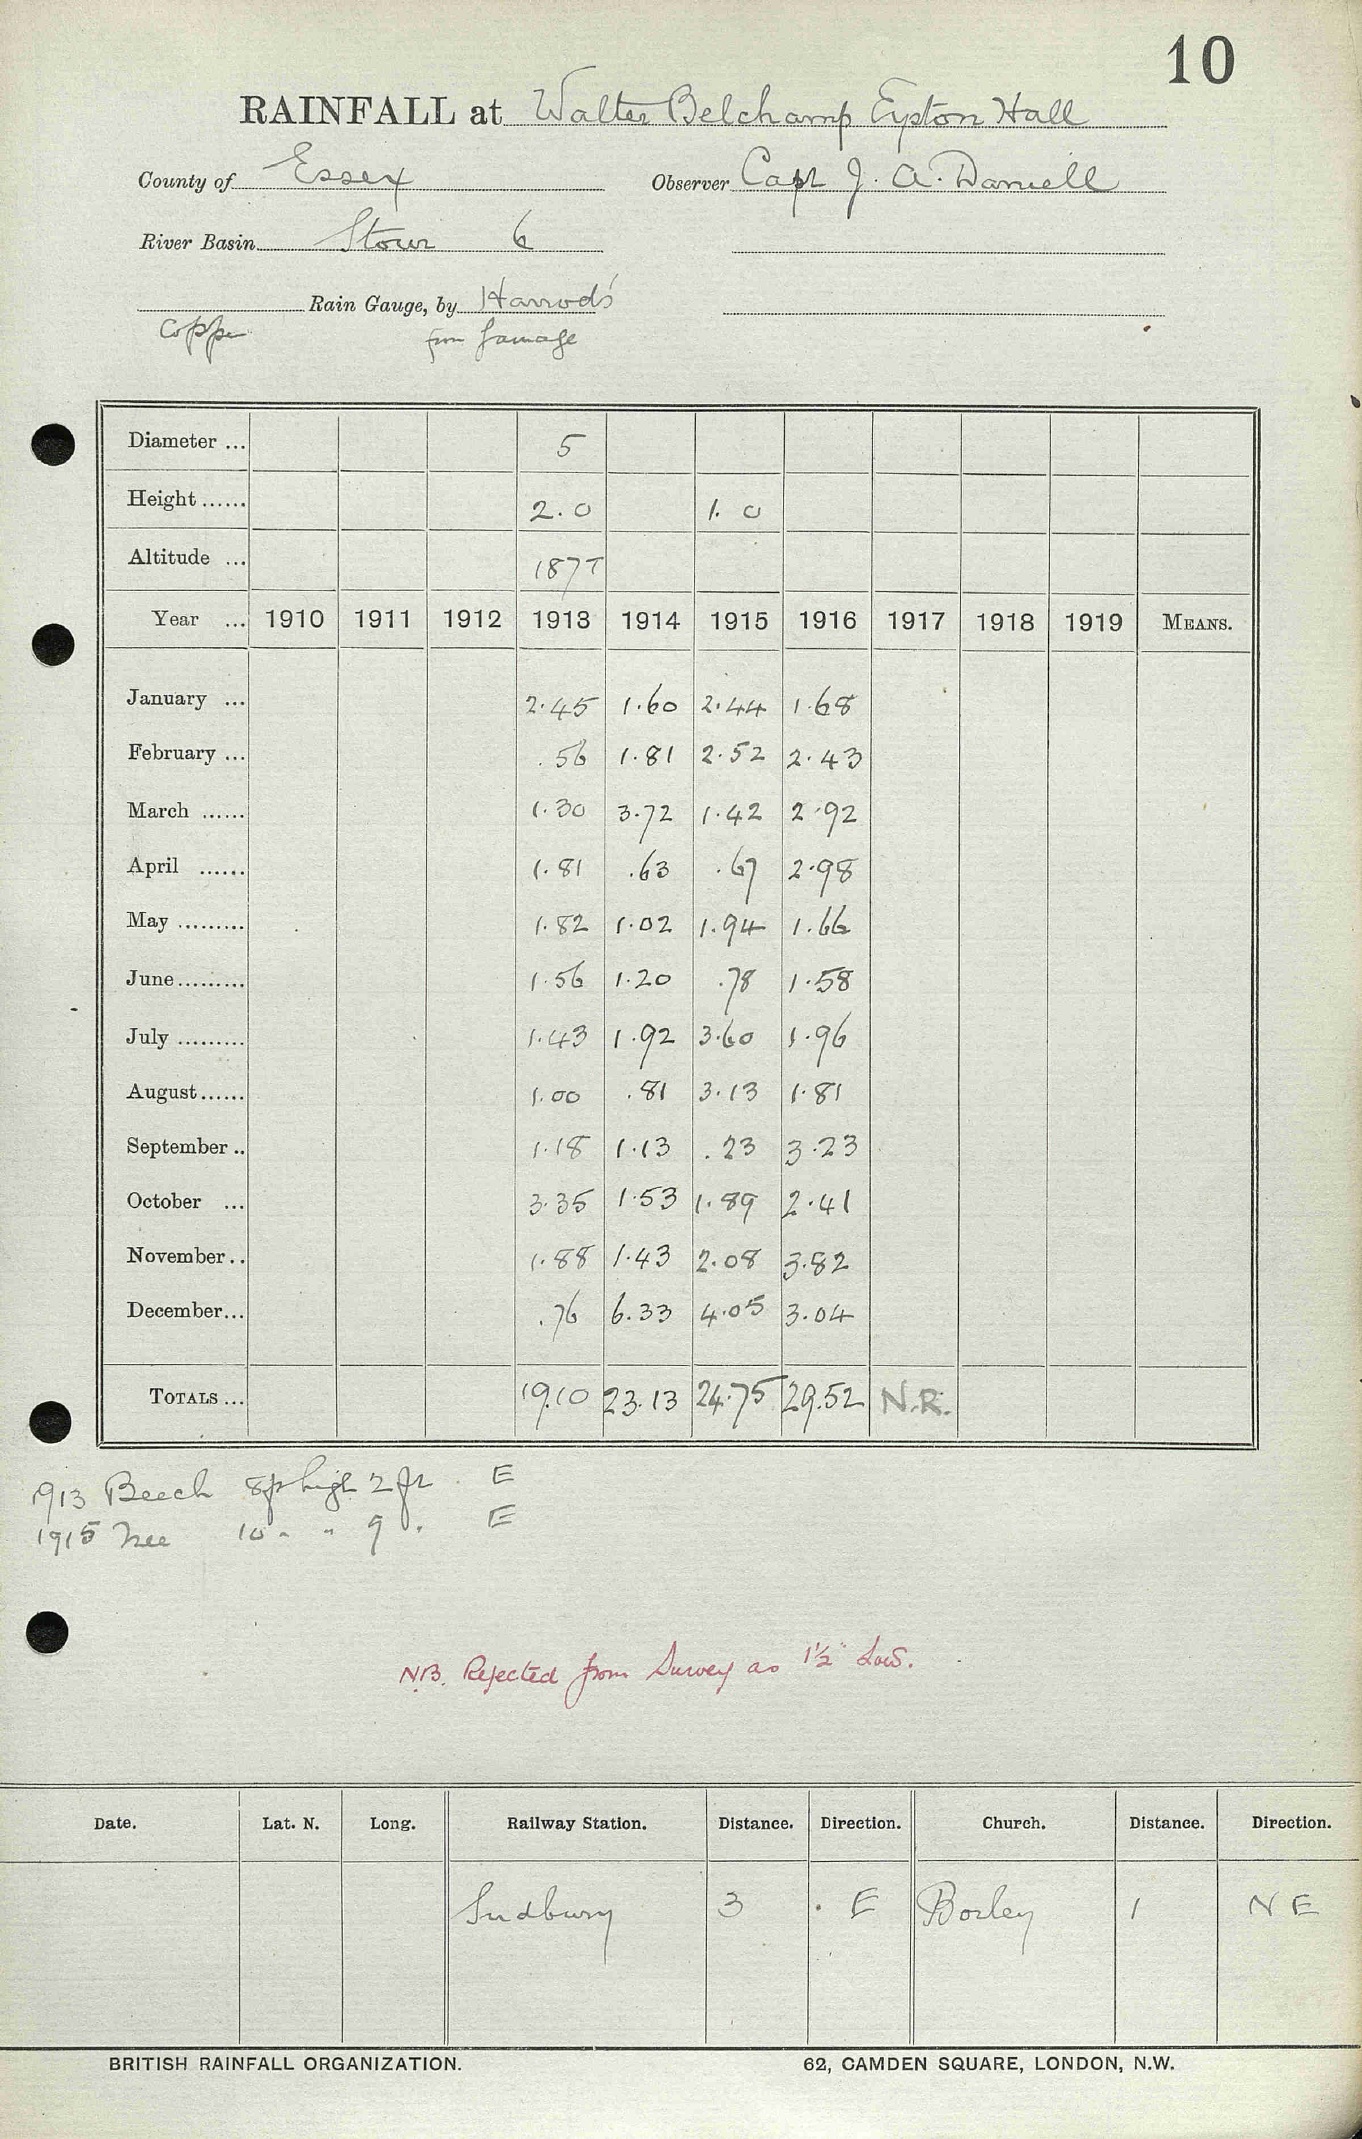 10
RAINFALL at Walter Belchamp Eyston Hall
County of Essex Observer Capt J. A. Daniell
River Basin Stour 6
Rain Gauge, by Harrods'
Copper from Gamage
Diameter ... 5
Height ...... 2.0 1.0
Altitude ... 187T
Year ... 1910 1911 1912 1913 1914 1915 1916 1917 1918 1919 MEANS.
January ... 2.45 1.60 2.44 1.68
February ... .56 1.81 2.52 2.43
March ...... 1.30 3.72 1.42 2.92
April ...... 1.81 .63 .67 2.98
May ......... 1.82 1.02 1.94 1.66
June ......... 1.56 1.20 .78 1.58
July ......... 1.43 1.92 3.60 1.96
August ...... 1.00 .81 3.13 1.81
September .. 1.18 1.13 .23 3.23
October ... 3.35 1.53 1.89 2.41
November .. 1.88 1.43 2.08 3.82
December ... .76 6.33 4.05 3.04
TOTALS ... 19.10 23.13 24.75 29.52 N.R.
1913 Beech 8ft high 2 ft E
1915 Tree 10 " " 9 " E
NB. Rejected from Survey as 1½" Low.
Date. Lat. N. Long. Railway Station. Distance. Direction. Church. Distance. Direction.
Sudbury 3 . E Borley 1 NE
BRITISH RAINFALL ORGANIZATION. 62, CAMDEN SQUARE, LONDON, N.W.